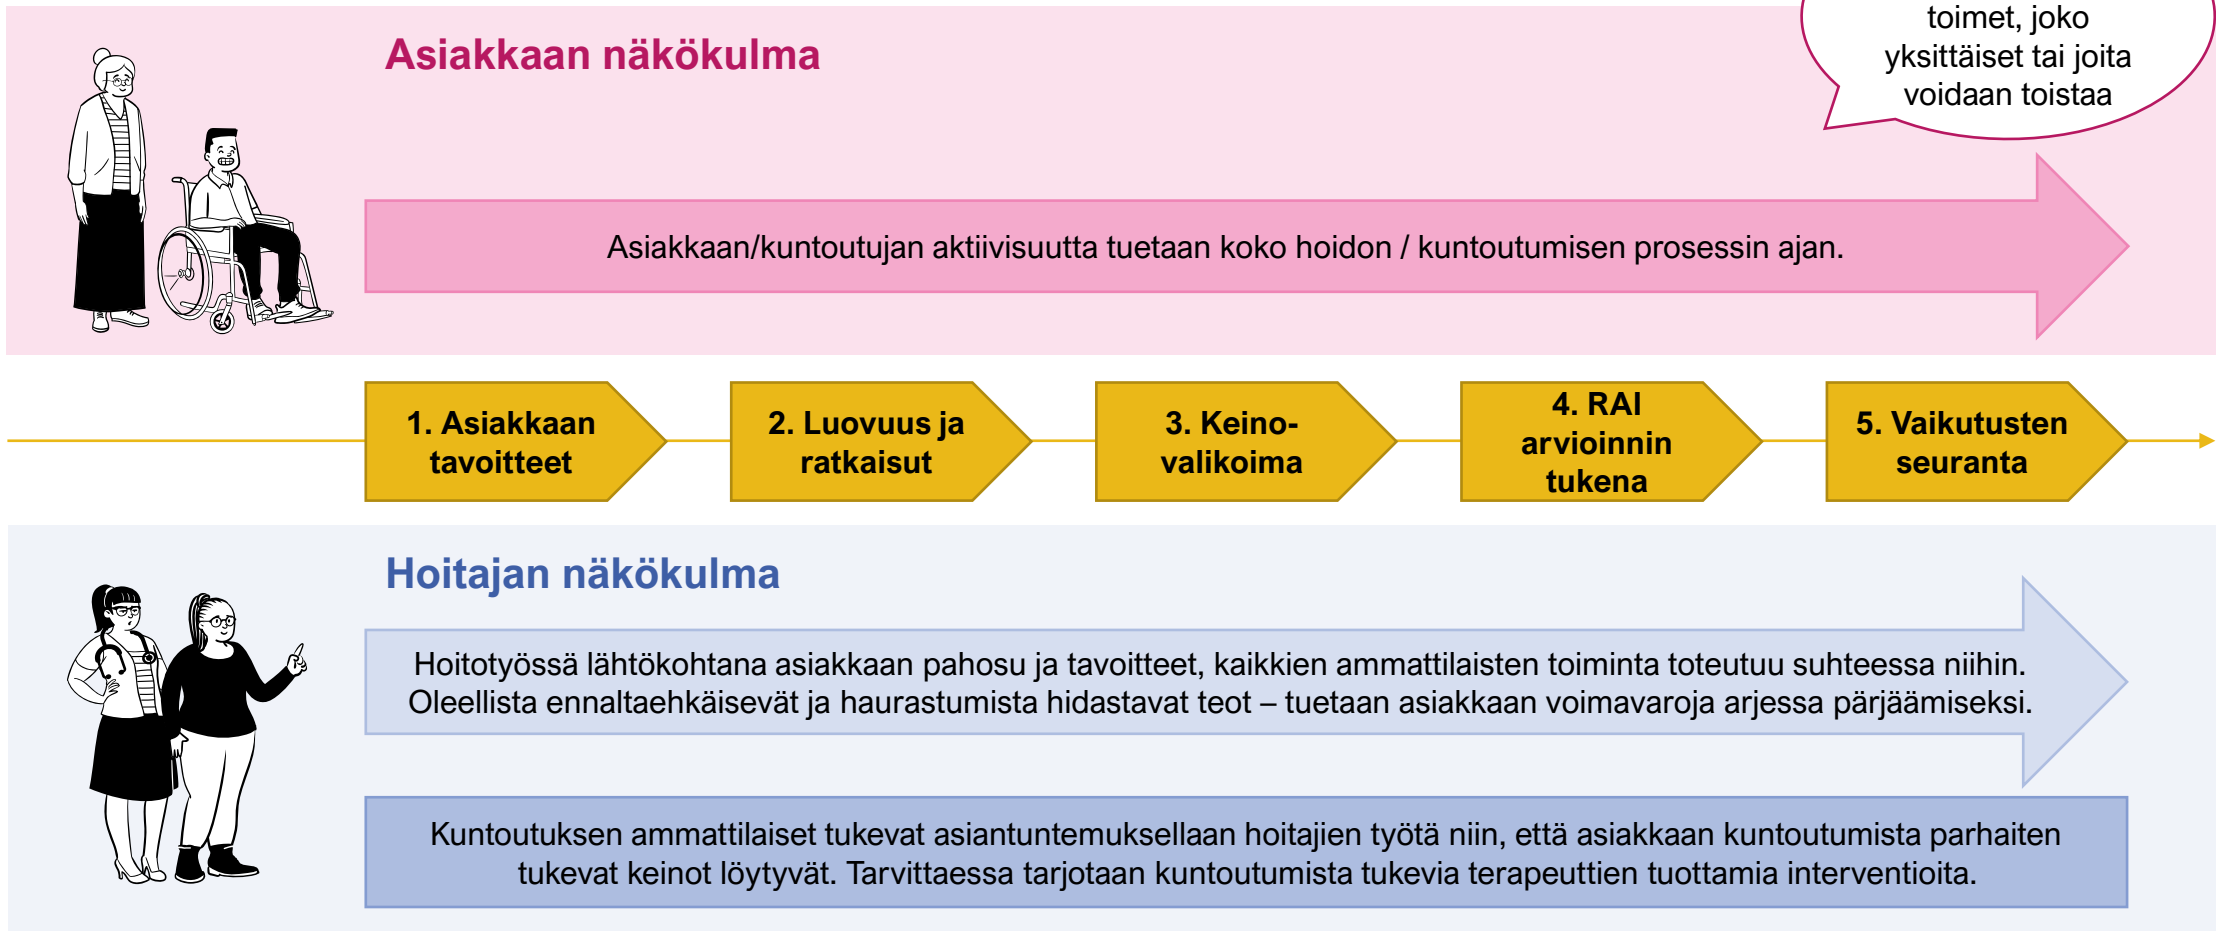 toimet, joko
yksittäiset tai joita
voidaan toistaa
Asiakkaan näkökulma
Asiakkaan/kuntoutujan aktiivisuutta tuetaan koko hoidon / kuntoutumisen prosessin ajan.
1. Asiakkaan
tavoitteet
2. Luovuus ja
ratkaisut
3. Keino-
valikoima
4. RAI
arvioinnin
tukena
5. Vaikutusten
seuranta
Hoitajan näkökulma
Hoitotyössä lähtökohtana asiakkaan pahosu ja tavoitteet, kaikkien ammattilaisten toiminta toteutuu suhteessa niihin.
Oleellista ennaltaehkäisevät ja haurastumista hidastavat teot – tuetaan asiakkaan voimavaroja arjessa pärjäämiseksi.
Kuntoutuksen ammattilaiset tukevat asiantuntemuksellaan hoitajien työtä niin, että asiakkaan kuntoutumista parhaiten
tukevat keinot löytyvät. Tarvittaessa tarjotaan kuntoutumista tukevia terapeuttien tuottamia interventioita.